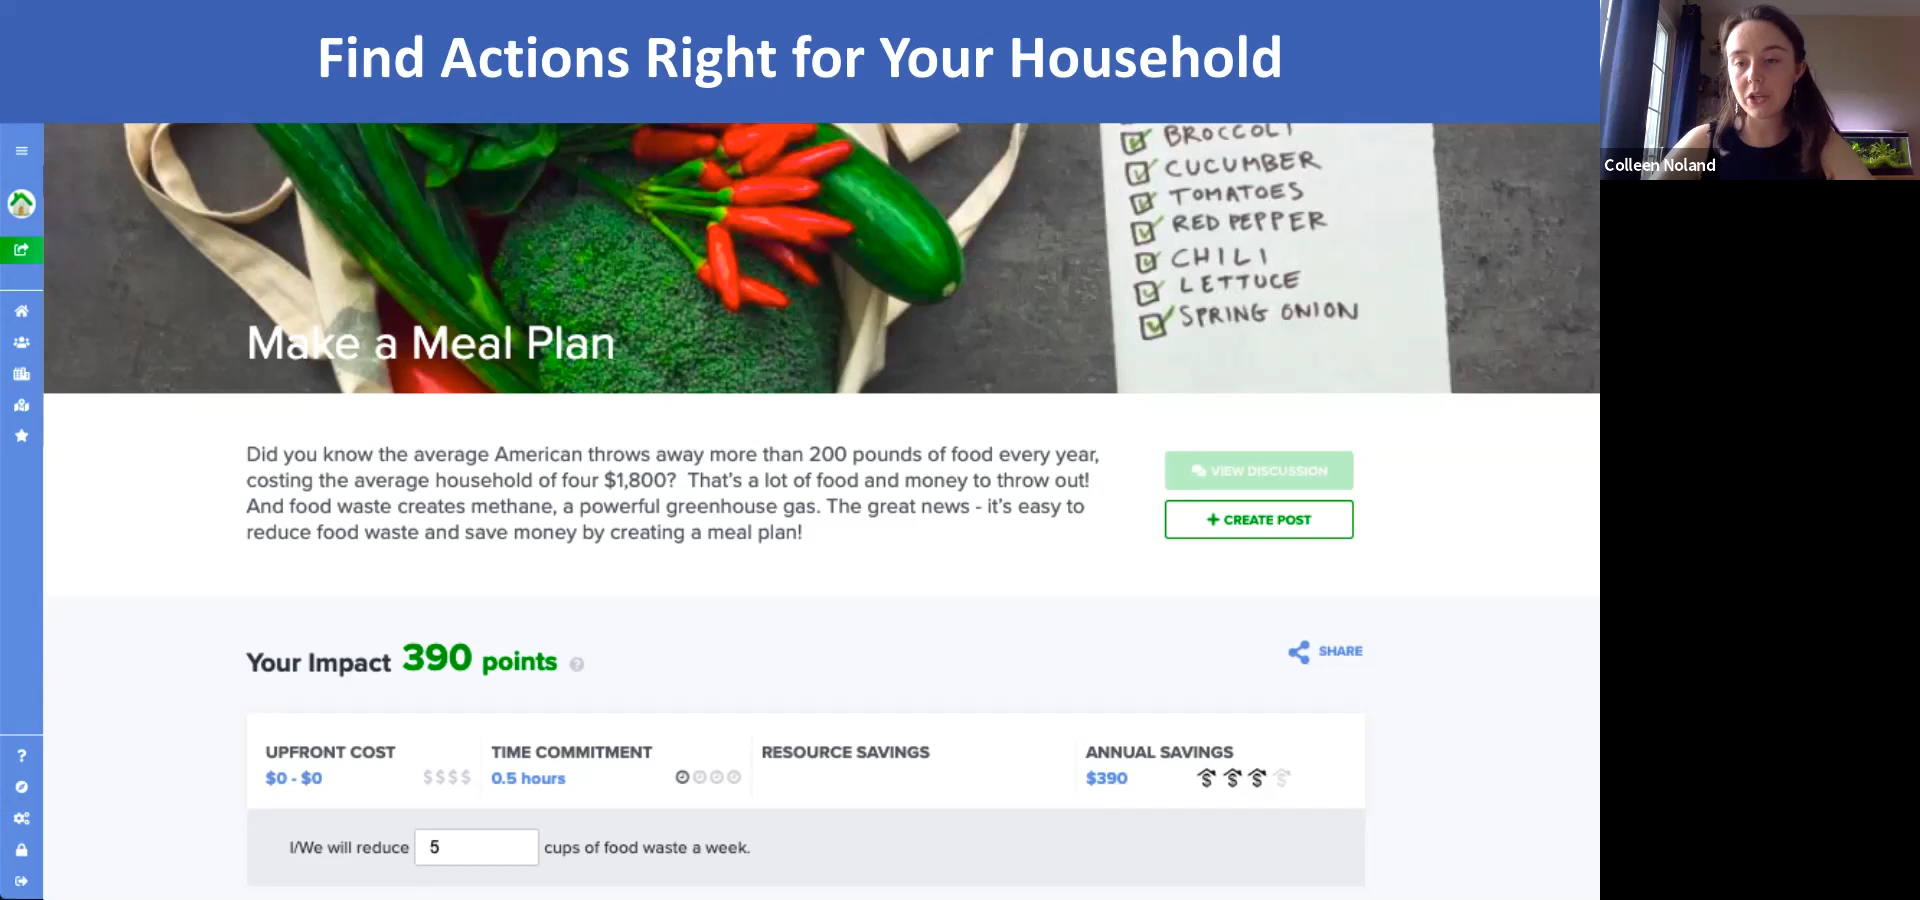 Find Actions Right for Your Household
Colleen Noland
BROCCOLI
CUCUMBER
TOMATOES
RED PEPPER
CHILI
LETTUCE
SPRING ONION
Make a Meal Plan
Did you know the average American throws away more than 200 pounds of food every year,
costing the average household of four $1,800? That's a lot of food and money to throw out!
And food waste creates methane, a powerful greenhouse gas. The great news - it's easy to
reduce food waste and save money by creating a meal plan!
VIEW DISCUSSION
+ CREATE POST
Your Impact 390 points ?
SHARE
UPFRONT COST
$0 - $0 $$$$
TIME COMMITMENT
0.5 hours
RESOURCE SAVINGS
ANNUAL SAVINGS
$390 $ $ $ $
I/We will reduce 5 cups of food waste a week.
?